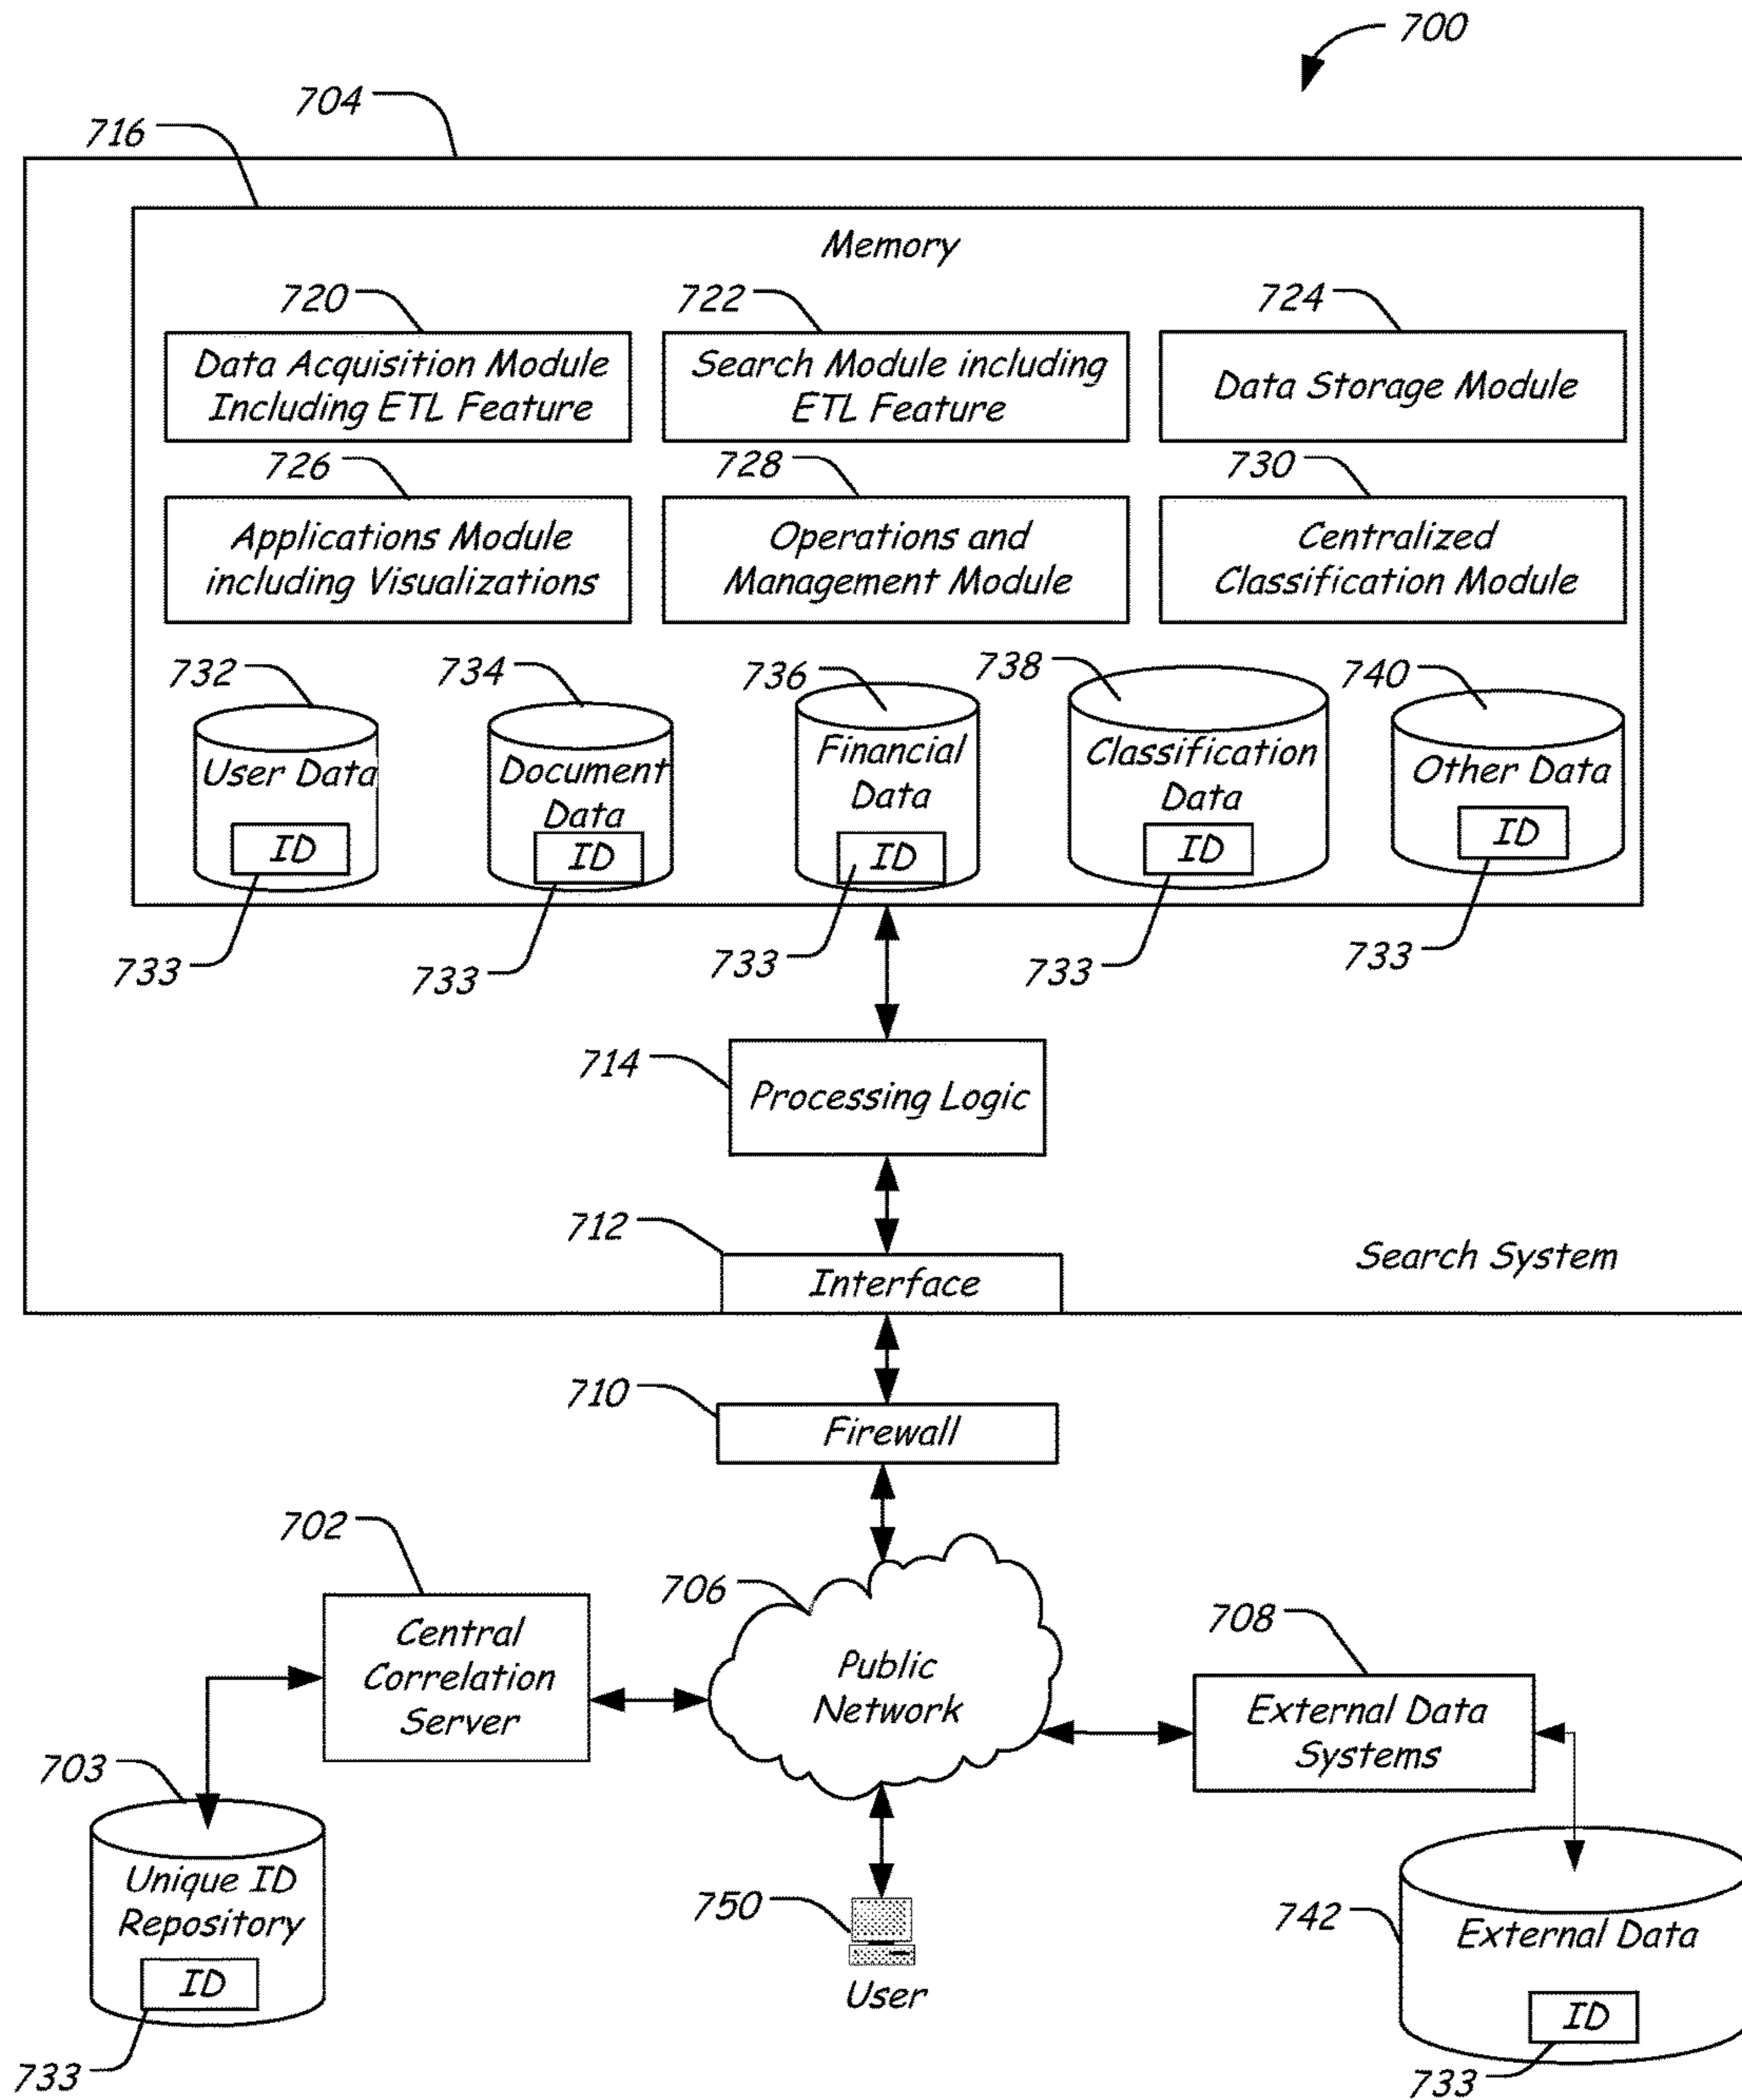 700
704
716
Memory
720
722
724
Data Acquisition Module
Including ETL Feature
Search Module including
ETL Feature
Data Storage Module
726
728
730
Applications Module
including Visualizations
Operations and
Management Module
Centralized
Classification Module
732
734
736
738
740
User Data
ID
Document
Data
ID
Financial
Data
ID
Classification
Data
ID
Other Data
ID
733
733
733
733
733
714
Processing Logic
712
Interface
Search System
710
Firewall
702
Central
Correlation
Server
706
Public
Network
708
External Data
Systems
703
Unique ID
Repository
ID
733
750
User
742
External Data
ID
733